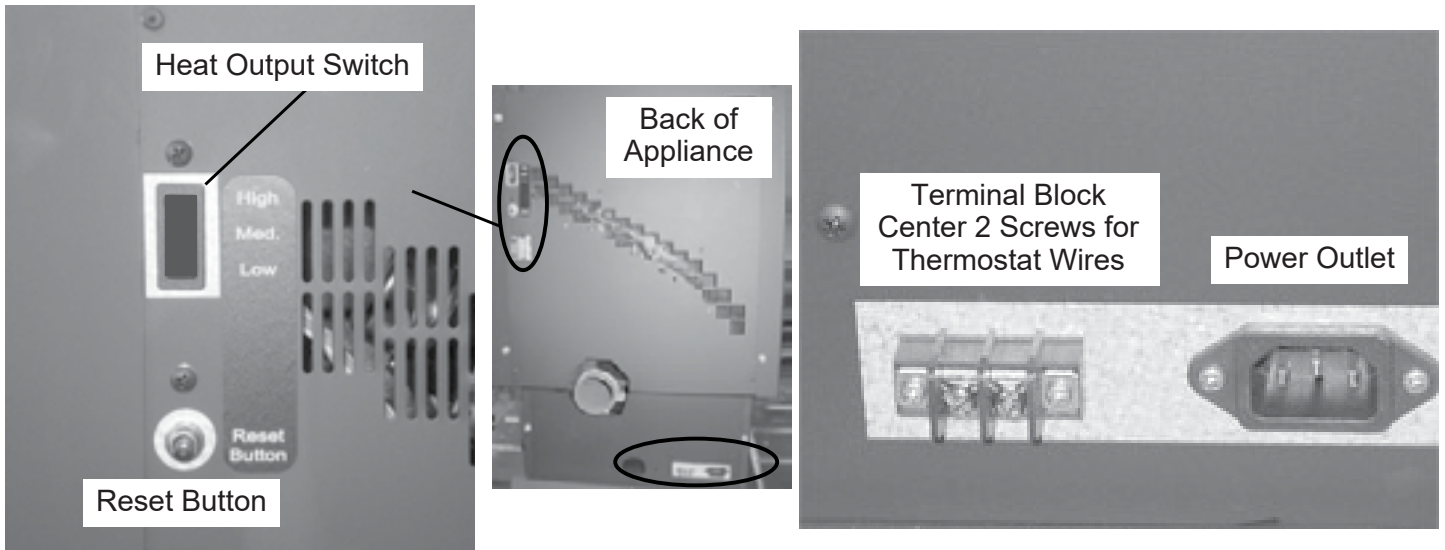 Heat Output Switch
High
Med.
Low
Reset
Button
Reset Button
Back of
Appliance
Terminal Block
Center 2 Screws for
Thermostat Wires
Power Outlet